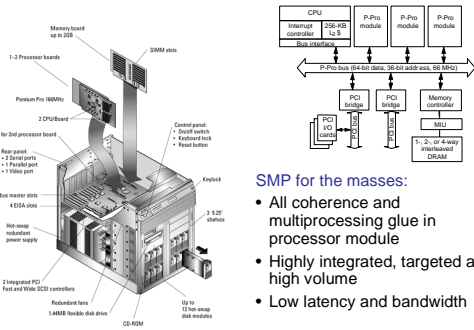 Memory board
up to 2GB
SIMM slots
1–2 Processor boards
Pentium Pro 166MHz
2 CPU/Board
for 2nd processor board
Rear panel:
• 2 Serial ports
• 1 Parallel port
• 1 Video port
bus master slots
4 EISA slots
Hot-swap
redundant
power supply
2 Integrated PCI
Fast and Wide SCSI controllers
Redundant fans
1.44MB flexible disk drive
CD-ROM
Control panel:
• On/off switch
• Keyboard lock
• Reset button
Keylock
3 5.25'
shelves
Up to
12 hot-swap
disk modules
CPU
Interrupt
controller
256-KB
L2 $
Bus interface
P-Pro
module
P-Pro
module
P-Pro
module
P-Pro bus (64-bit data, 36-bit address, 66 MHz)
PCI
bridge
PCI
bridge
Memory
controller
PCI bus
PCI bus
PCI
I/O
cards
MIU
1-, 2-, or 4-way
interleaved
DRAM
SMP for the masses:
• All coherence and
multiprocessing glue in
processor module
• Highly integrated, targeted a
high volume
• Low latency and bandwidth